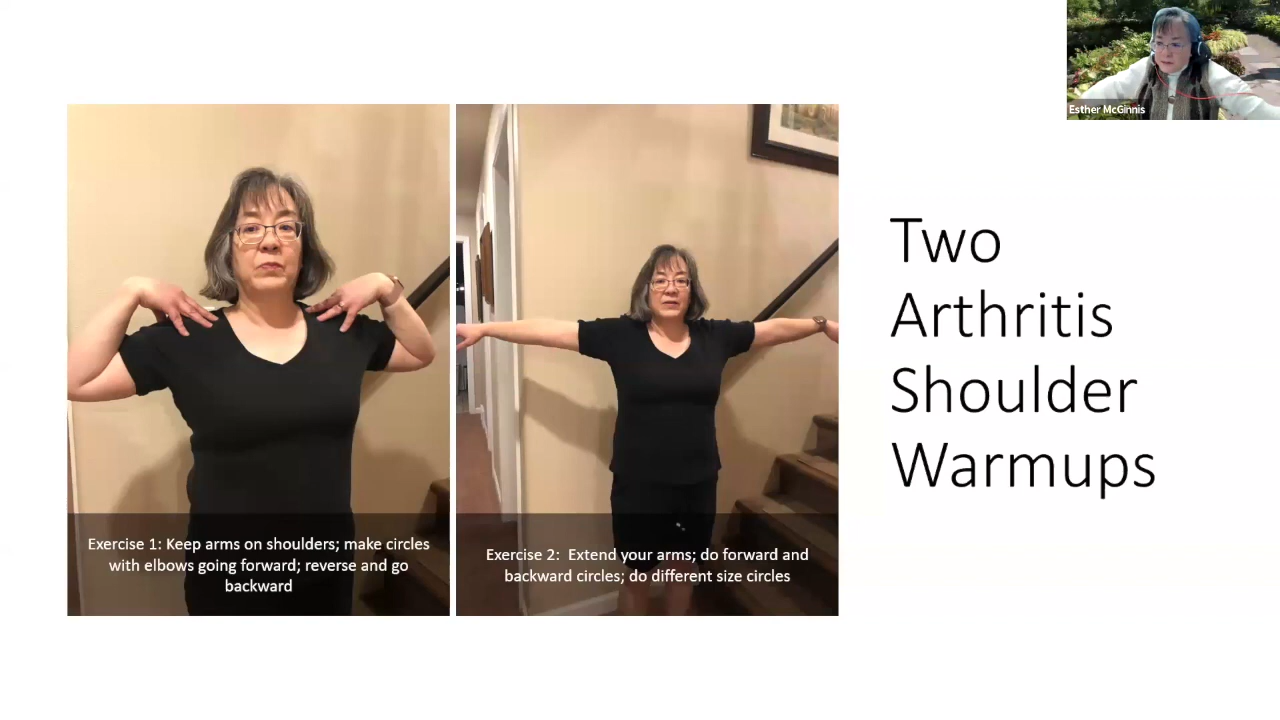 Esther McGinnis
Two
Arthritis
Shoulder
Warmups
Exercise 1: Keep arms on shoulders; make circles
with elbows going forward; reverse and go
backward
Exercise 2:  Extend your arms; do forward and
backward circles; do different size circles